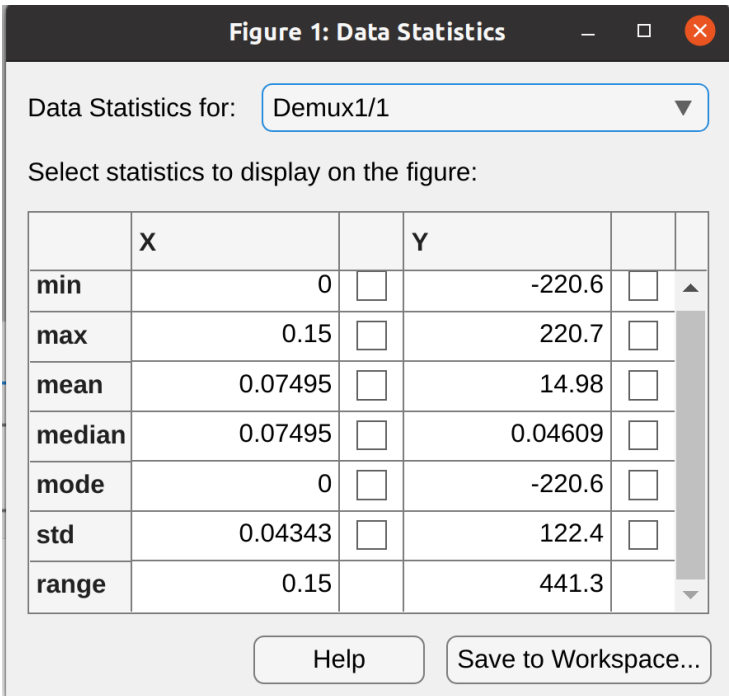 Figure 1: Data Statistics
Data Statistics for: Demux1/1
Select statistics to display on the figure:
X Y
min 0 -220.6
max 0.15 220.7
mean 0.07495 14.98
median 0.07495 0.04609
mode 0 -220.6
std 0.04343 122.4
range 0.15 441.3
Help Save to Workspace...